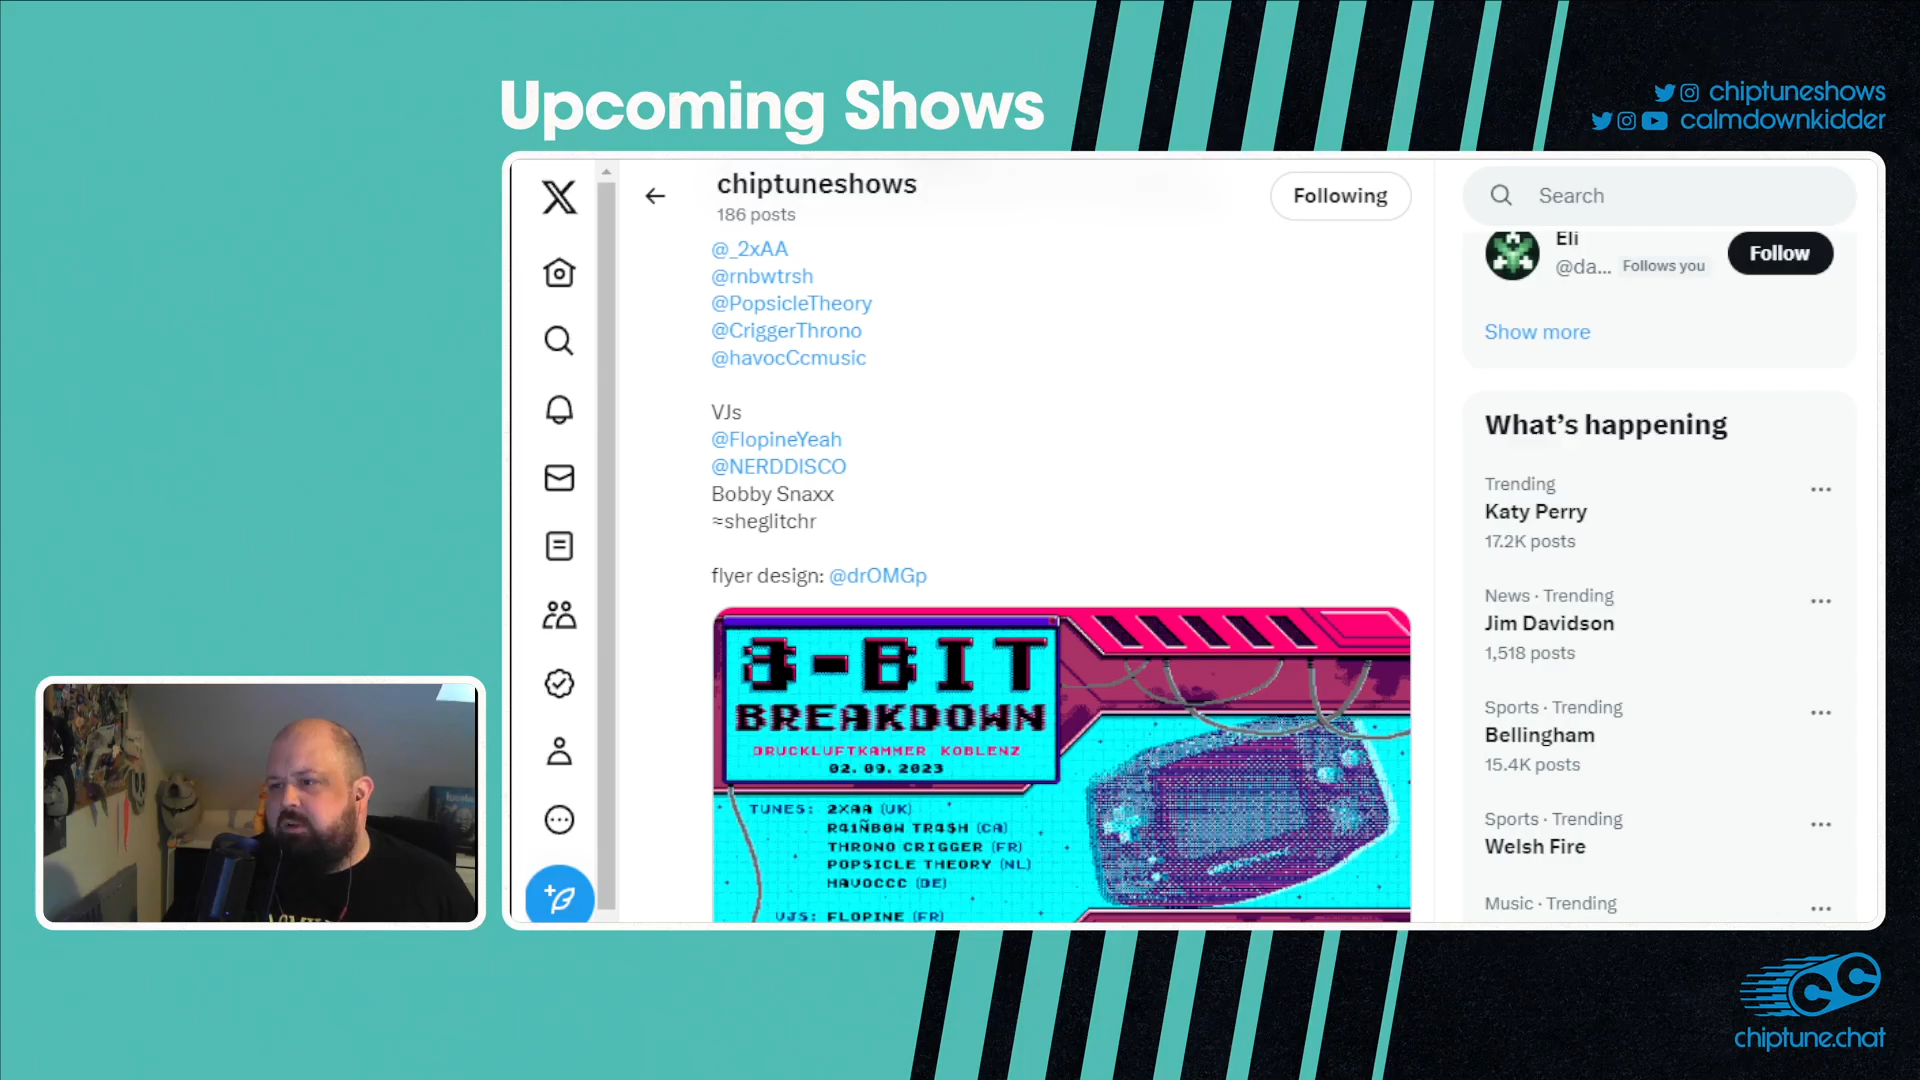 Upcoming Shows
chiptuneshows
calmdownkidder
chiptuneshows
186 posts
Following
@_2xAA
@rnbwtrsh
@PopsicleTheory
@CriggerThrono
@havocCcmusic
VJs
@FlopineYeah
@NERDDISCO
Bobby Snaxx
≈sheglitchr
flyer design: @drOMGp
8-BIT
BREAKDOWN
DRUCKLUFTKAMMER KOBLENZ
02.09.2023
TUNES: 2XAA (UK)
R41ÑB0W TR4$H (CA)
THRONO CRIGGER (FR)
POPSICLE THEORY (NL)
HAVOCCC (DE)
VJS: FLOPINE (FR)
Search
Eli
@da... Follows you
Follow
Show more
What's happening
Trending
Katy Perry
17.2K posts
News · Trending
Jim Davidson
1,518 posts
Sports · Trending
Bellingham
15.4K posts
Sports · Trending
Welsh Fire
Music · Trending
chiptune.chat